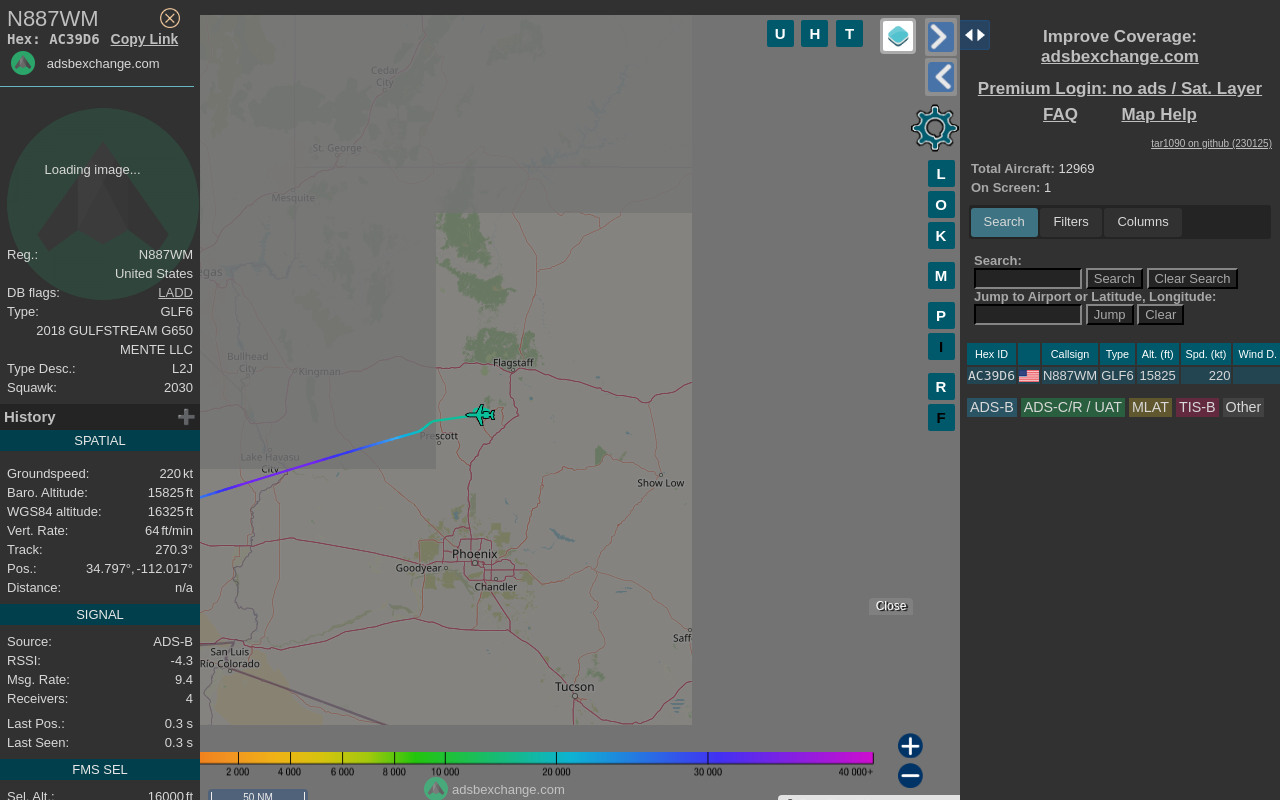 N887WM
Hex: AC39D6 Copy Link
adsbexchange.com
Loading image...
Reg.: N887WM
United States
DB flags: LADD
Type: GLF6
2018 GULFSTREAM G650
MENTE LLC
Type Desc.: L2J
Squawk: 2030
History
SPATIAL
Groundspeed: 220 kt
Baro. Altitude: 15825 ft
WGS84 altitude: 16325 ft
Vert. Rate: 64 ft/min
Track: 270.3°
Pos.: 34.797°, -112.017°
Distance: n/a
SIGNAL
Source: ADS-B
RSSI: -4.3
Msg. Rate: 9.4
Receivers: 4
Last Pos.: 0.3 s
Last Seen: 0.3 s
FMS SEL
Sel. Alt.: 16000 ft
Cedar
City
St. George
Mesquite
egas
Bullhead
City
Kingman
Flagstaff
Prescott
Lake Havasu
City
Show Low
Phoenix
Goodyear
Chandler
San Luis
Río Colorado
Saff
Tucson
U H T
L
O
K
M
P
I
R
F
Close
2 000 4 000 6 000 8 000 10 000 20 000 30 000 40 000+
adsbexchange.com
50 NM
Improve Coverage:
adsbexchange.com
Premium Login: no ads / Sat. Layer
FAQ Map Help
tar1090 on github (230125)
Total Aircraft: 12969
On Screen: 1
Search Filters Columns
Search:
Search Clear Search
Jump to Airport or Latitude, Longitude:
Jump Clear
Hex ID Callsign Type Alt. (ft) Spd. (kt) Wind D.
AC39D6 N887WM GLF6 15825 220
ADS-B ADS-C/R / UAT MLAT TIS-B Other